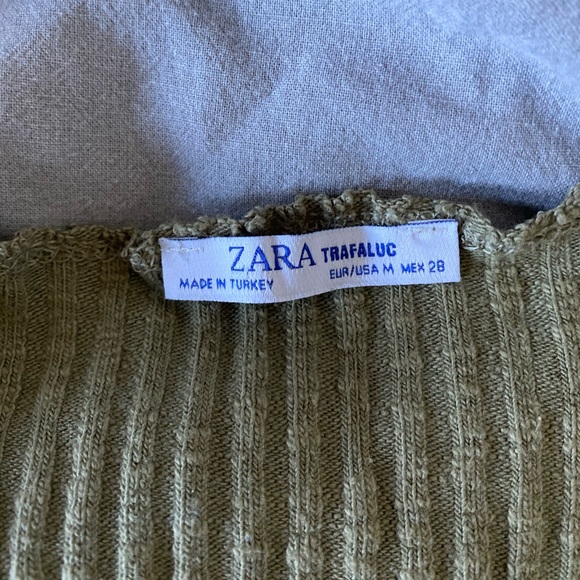 ZARA TRAFALUC
MADE IN TURKEY EUR/USA M MEX 28